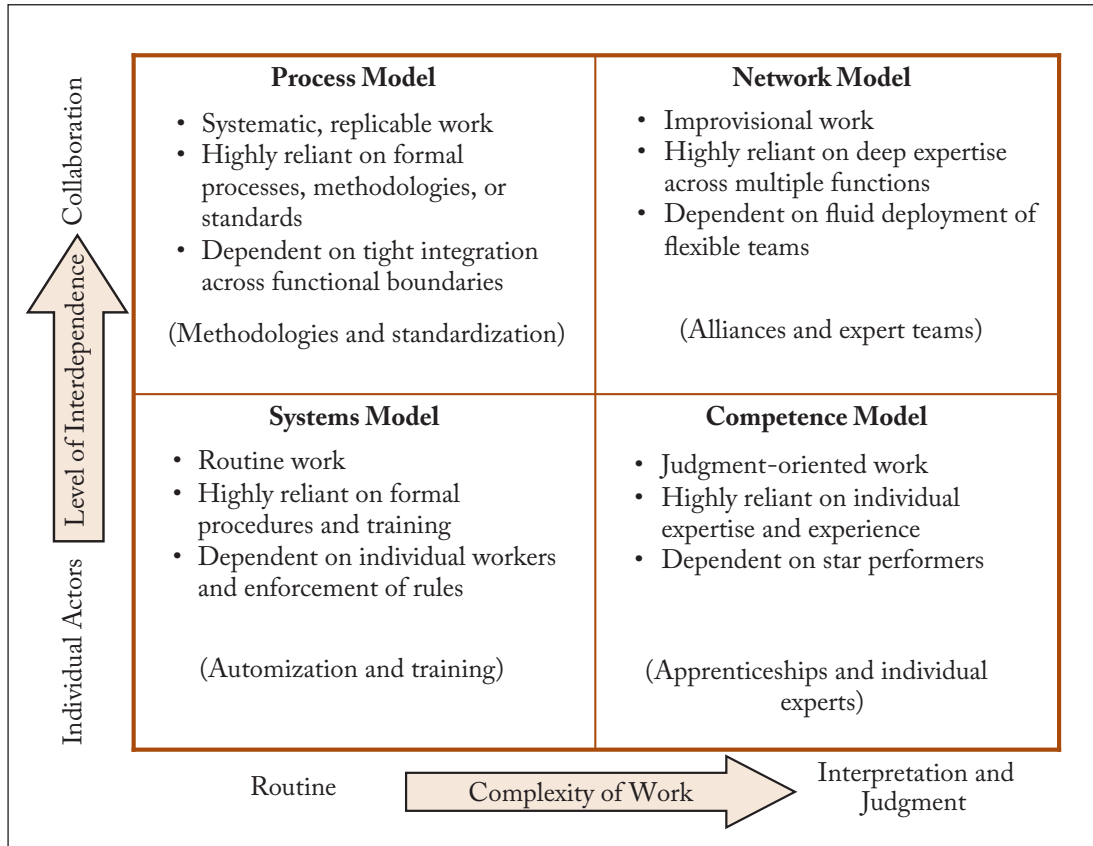 Process Model
• Systematic, replicable work
• Highly reliant on formal
processes, methodologies, or
standards
• Dependent on tight integration
across functional boundaries
(Methodologies and standardization)
Network Model
• Improvisional work
• Highly reliant on deep expertise
across multiple functions
• Dependent on fluid deployment of
flexible teams
(Alliances and expert teams)
Systems Model
• Routine work
• Highly reliant on formal
procedures and training
• Dependent on individual workers
and enforcement of rules
(Automization and training)
Competence Model
• Judgment-oriented work
• Highly reliant on individual
expertise and experience
• Dependent on star performers
(Apprenticeships and individual
experts)
Collaboration
Level of Interdependence
Individual Actors
Routine
Complexity of Work
Interpretation and
Judgment